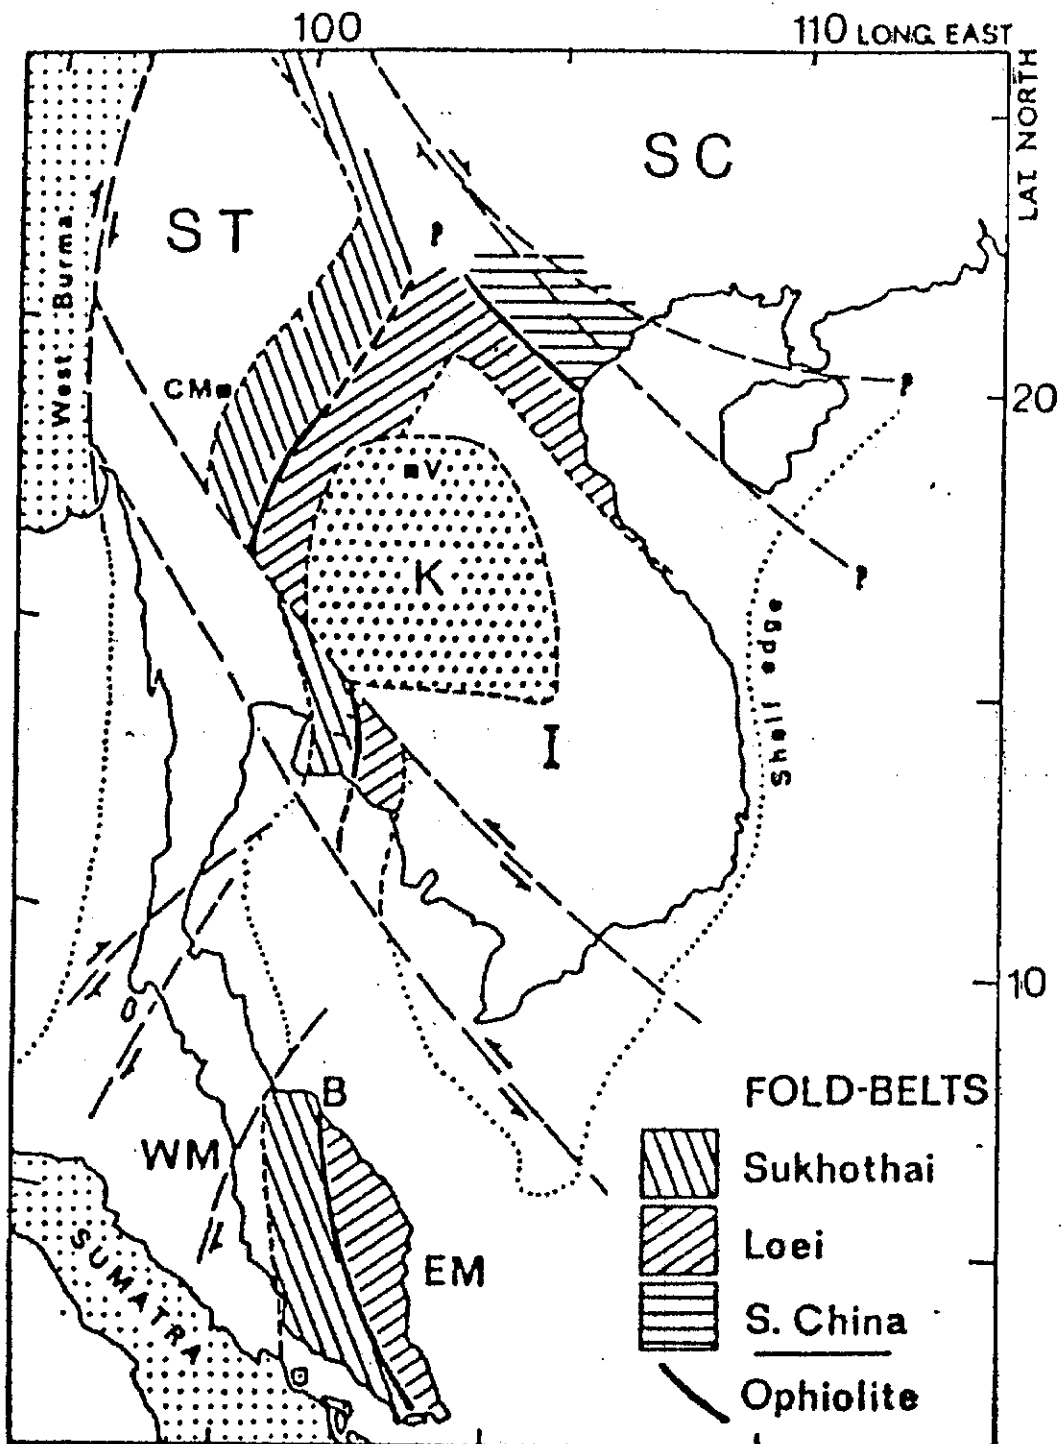 100
110 LONG. EAST
LAT. NORTH
SC
ST
?
West Burma
CM
?
20
V
K
?
Shelf edge
I
10
B
WM
SUMATRA
EM
FOLD-BELTS
Sukhothai
Loei
S. China
Ophiolite